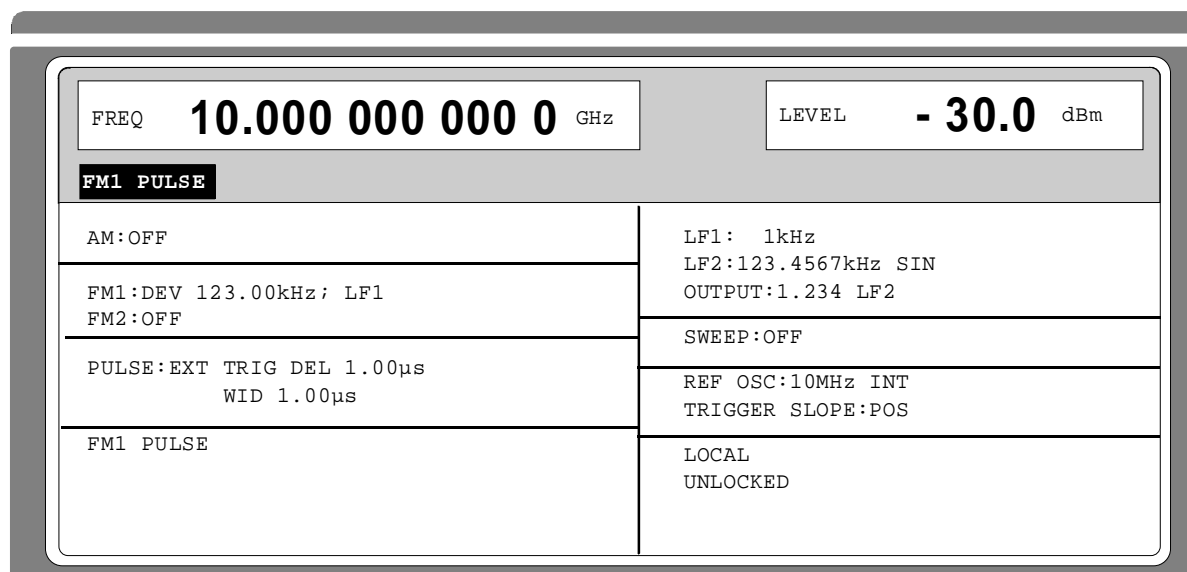 FREQ 10.000 000 000 0 GHz
LEVEL - 30.0 dBm
FM1 PULSE
AM:OFF
FM1:DEV 123.00kHz; LF1
FM2:OFF
PULSE:EXT TRIG DEL 1.00µs
WID 1.00µs
FM1 PULSE
LF1: 1kHz
LF2:123.4567kHz SIN
OUTPUT:1.234 LF2
SWEEP:OFF
REF OSC:10MHz INT
TRIGGER SLOPE:POS
LOCAL
UNLOCKED